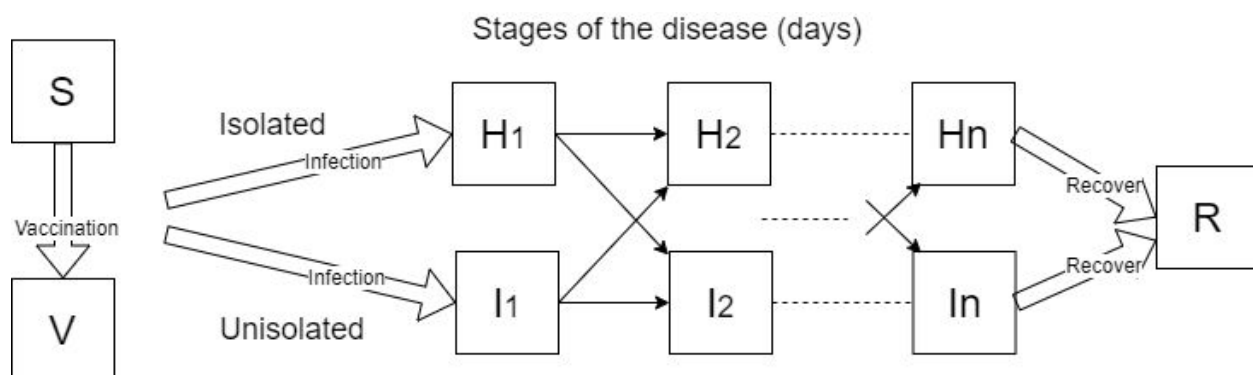 Stages of the disease (days)
S
Vaccination
V
Isolated
Infection
Infection
Unisolated
H1
H2
Hn
I1
I2
In
Recover
Recover
R